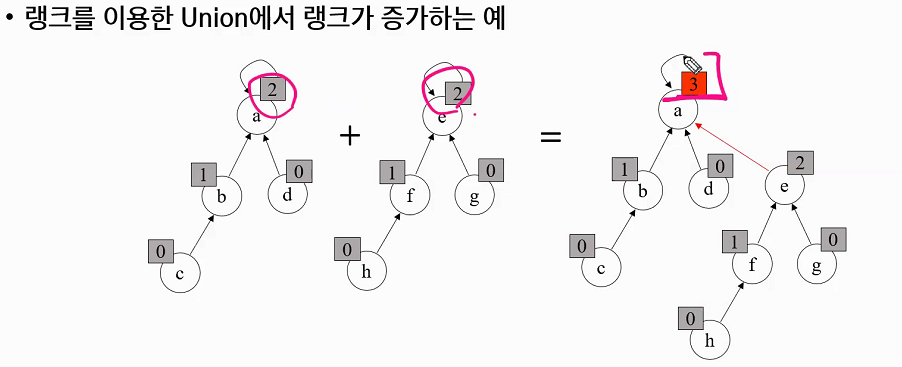 • 랭크를 이용한 Union에서 랭크가 증가하는 예
2 2 3
a e a
+ =
1 0 1 0 1 0 2
b d f g b d e
0 0 0 1 0
c h c f g
0
h